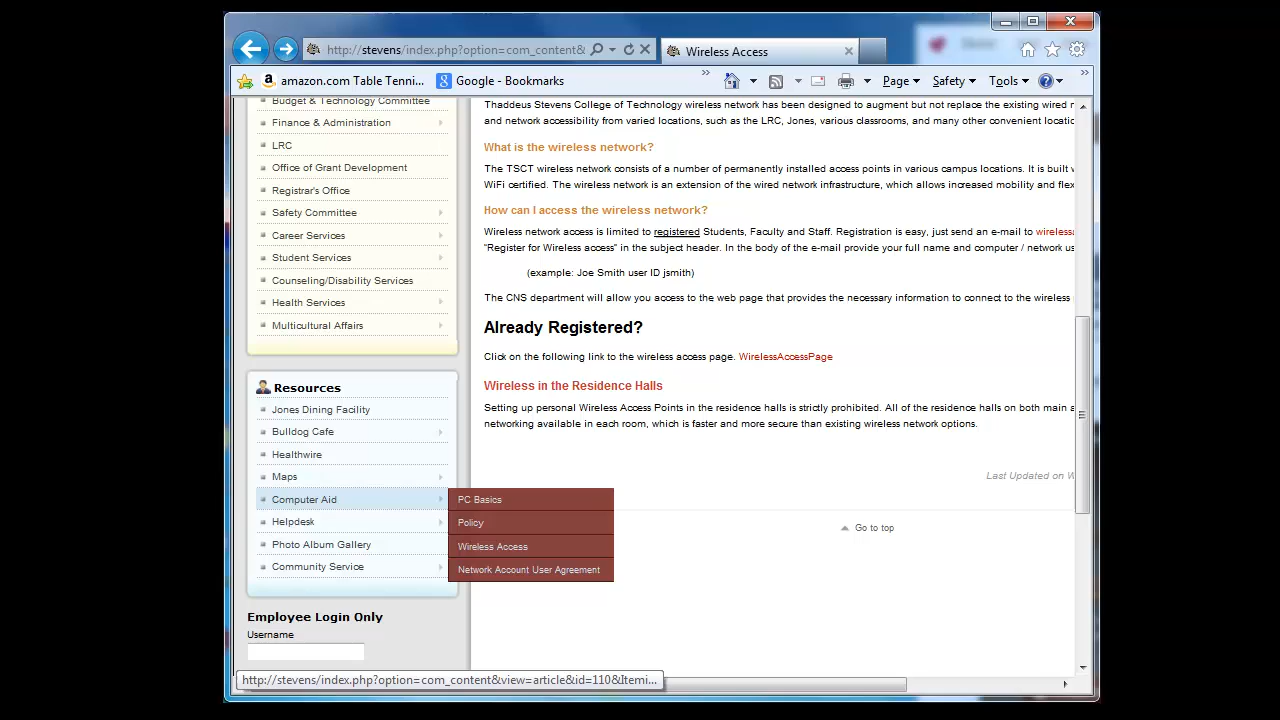 http://stevens/index.php?option=com_content&
Wireless Access
amazon.com Table Tenni...
Google - Bookmarks
Page
Safety
Tools
Budget & Technology Committee
Finance & Administration
LRC
Office of Grant Development
Registrar's Office
Safety Committee
Career Services
Student Services
Counseling/Disability Services
Health Services
Multicultural Affairs
Resources
Jones Dining Facility
Bulldog Cafe
Healthwire
Maps
Computer Aid
Helpdesk
Photo Album Gallery
Community Service
PC Basics
Policy
Wireless Access
Network Account User Agreement
Employee Login Only
Username
Thaddeus Stevens College of Technology wireless network has been designed to augment but not replace the existing wired
and network accessibility from varied locations, such as the LRC, Jones, various classrooms, and many other convenient
What is the wireless network?
The TSCT wireless network consists of a number of permanently installed access points in various campus locations. It is built
WiFi certified. The wireless network is an extension of the wired network infrastructure, which allows increased mobility and
How can I access the wireless network?
Wireless network access is limited to registered Students, Faculty and Staff. Registration is easy, just send an e-mail to
"Register for Wireless access" in the subject header. In the body of the e-mail provide your full name and computer / network
(example: Joe Smith user ID jsmith)
The CNS department will allow you access to the web page that provides the necessary information to connect to the wireless
Already Registered?
Click on the following link to the wireless access page. WirelessAccessPage
Wireless in the Residence Halls
Setting up personal Wireless Access Points in the residence halls is strictly prohibited. All of the residence halls on both main
networking available in each room, which is faster and more secure than existing wireless network options.
Last Updated on W
Go to top
http://stevens/index.php?option=com_content&view=article&id=110&Itemi...